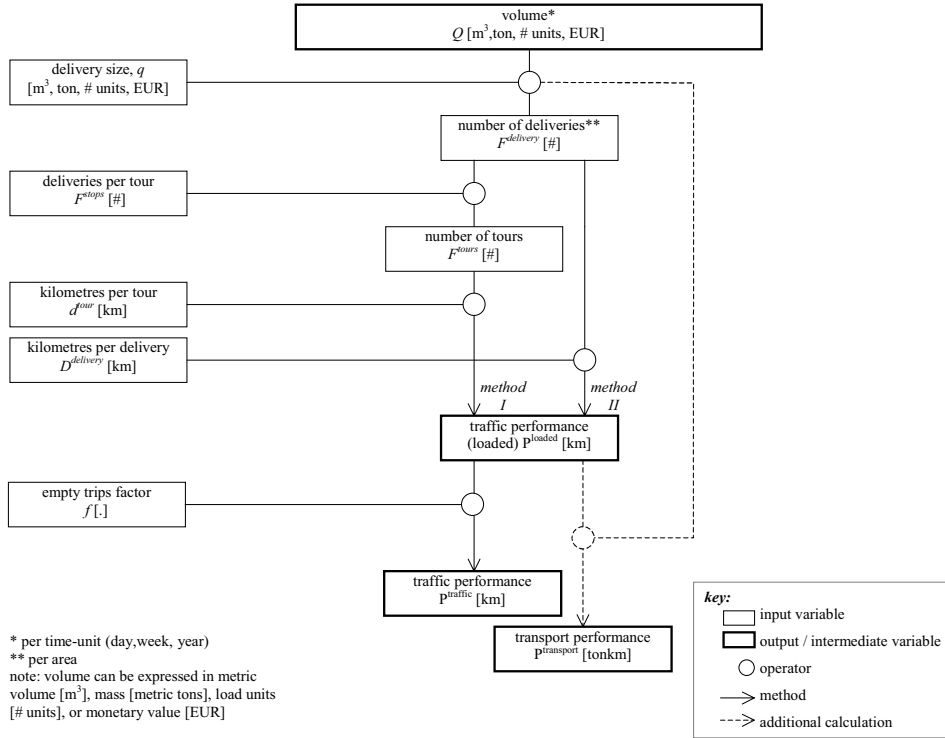 volume*
Q [m³,ton, # units, EUR]
delivery size, q
[m³, ton, # units, EUR]
number of deliveries**
F^delivery [#]
deliveries per tour
F^stops [#]
number of tours
F^tours [#]
kilometres per tour
d^tour [km]
kilometres per delivery
D^delivery [km]
method
I
method
II
traffic performance
(loaded) P^loaded [km]
empty trips factor
f [.]
traffic performance
P^traffic [km]
transport performance
P^transport [tonkm]
* per time-unit (day,week, year)
** per area
note: volume can be expressed in metric
volume [m³], mass [metric tons], load units
[# units], or monetary value [EUR]
key:
input variable
output / intermediate variable
operator
method
additional calculation